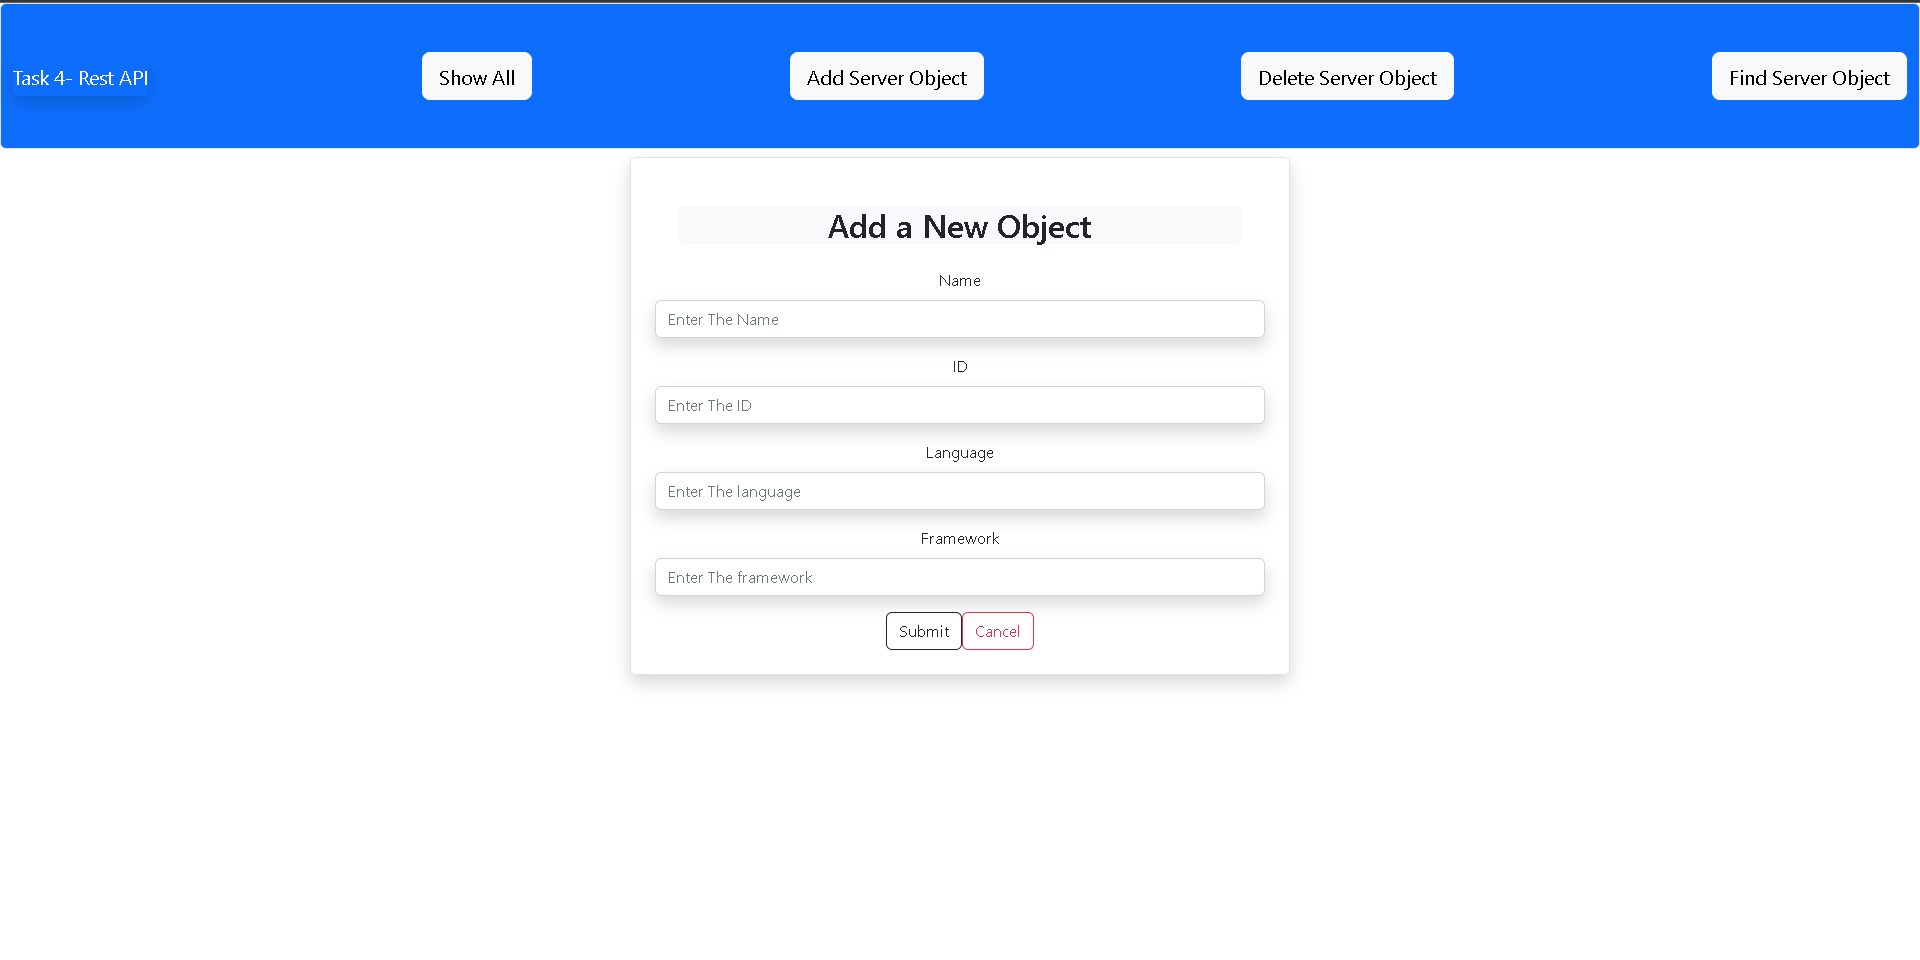 Task 4- Rest API Show All Add Server Object Delete Server Object Find Server Object
Add a New Object
Name
Enter The Name
ID
Enter The ID
Language
Enter The language
Framework
Enter The framework
Submit Cancel